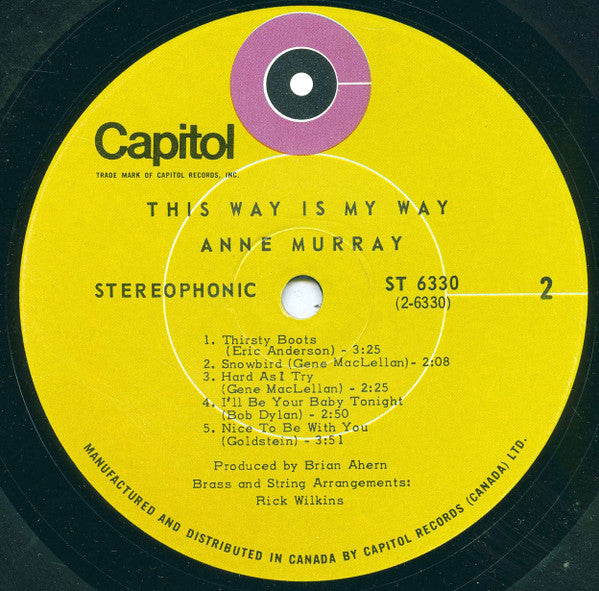 Capitol
TRADE MARK OF CAPITOL RECORDS, INC.
THIS WAY IS MY WAY
ANNE MURRAY
STEREOPHONIC
ST 6330
(2-6330)
2
1. Thirsty Boots
(Eric Anderson) - 3:25
2. Snowbird (Gene MacLellan)- 2:08
3. Hard As I Try
(Gene MacLellan) - 2:25
4. I'll Be Your Baby Tonight
(Bob Dylan) - 2:50
5. Nice To Be With You
(Goldstein) - 3:51
Produced by Brian Ahern
Brass and String Arrangements:
Rick Wilkins
MANUFACTURED AND DISTRIBUTED IN CANADA BY CAPITOL RECORDS (CANADA) LTD.